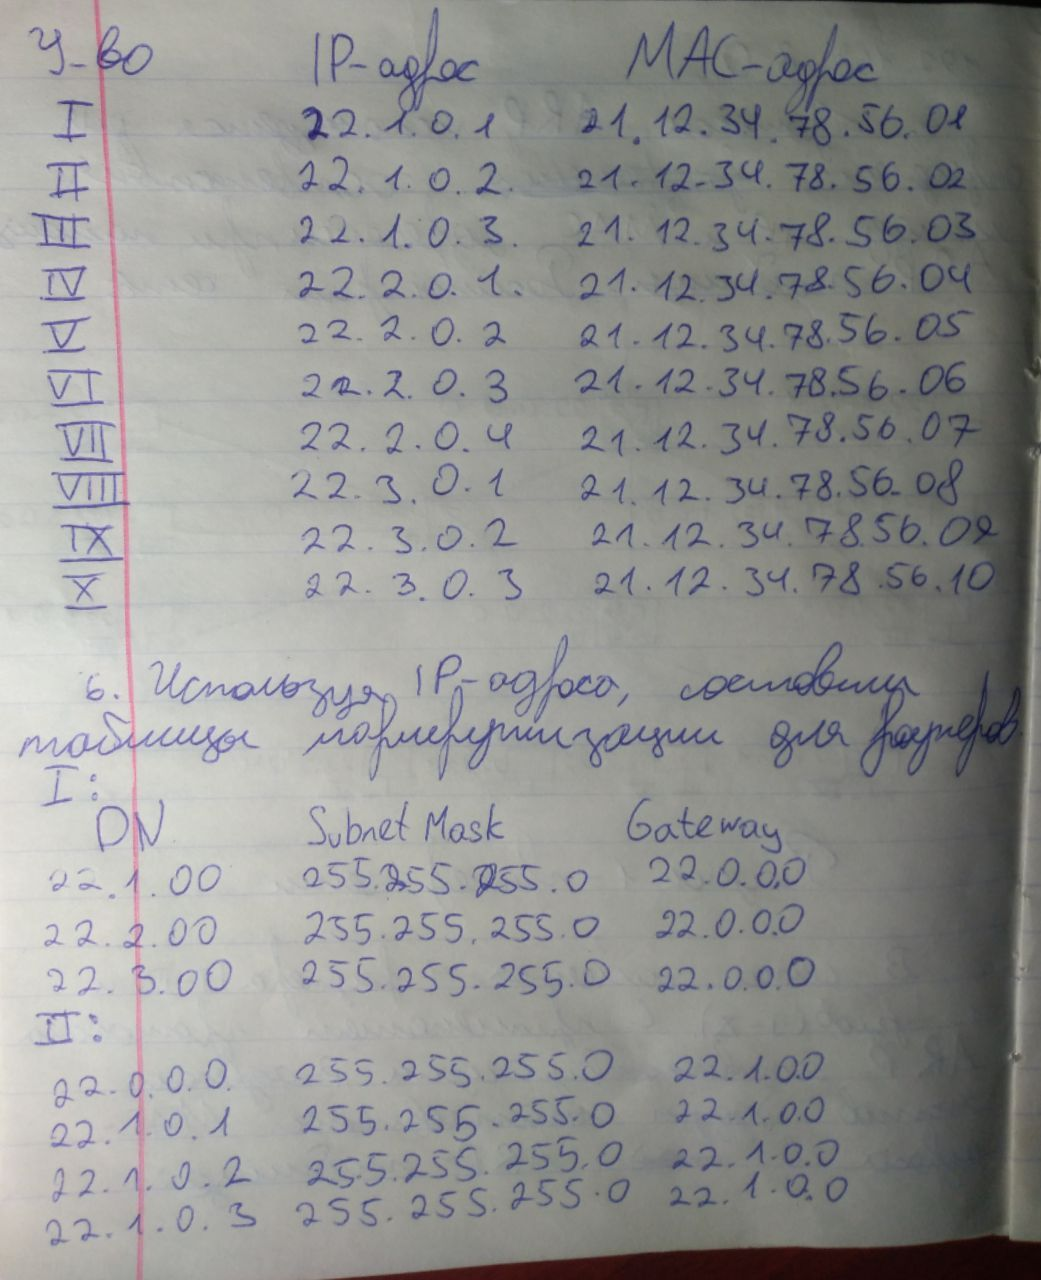 У-во IP-адрес MAC-адрес
I 22.1.0.1 21.12.34.78.56.01
II 22.1.0.2. 21.12.34.78.56.02
III 22.1.0.3. 21.12.34.78.56.03
IV 22.2.0.1. 21.12.34.78.56.04
V 22.2.0.2 21.12.34.78.56.05
VI 22.2.0.3 21.12.34.78.56.06
VII 22.2.0.4 21.12.34.78.56.07
VIII 22.3.0.1 21.12.34.78.56.08
IX 22.3.0.2 21.12.34.78.56.09
X 22.3.0.3 21.12.34.78.56.10
6. Используя IP-адреса, составим
таблицы маршрутизации для роутеров.
I:
DN Subnet Mask Gateway
22.1.00 255.255.255.0 22.0.0.0
22.2.00 255.255.255.0 22.0.0.0
22.3.00 255.255.255.0 22.0.0.0
II:
22.0.0.0. 255.255.255.0 22.1.0.0
22.1.0.1 255.255.255.0 22.1.0.0
22.1.0.2 255.255.255.0 22.1.0.0
22.1.0.3 255.255.255.0 22.1.0.0